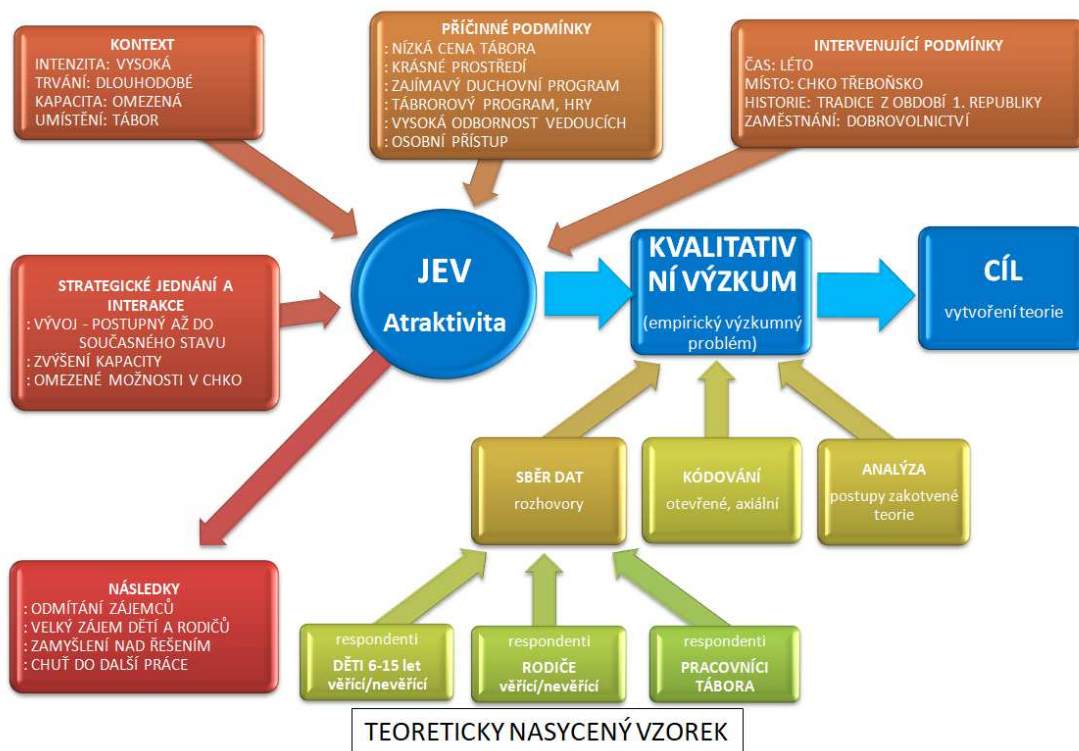 KONTEXT
INTENZITA: VYSOKÁ
TRVÁNÍ: DLOUHODOBÉ
KAPACITA: OMEZENÁ
UMÍSTĚNÍ: TÁBOR
PŘÍČINNÉ PODMÍNKY
: NÍZKÁ CENA TÁBORA
: KRÁSNÉ PROSTŘEDÍ
: ZAJÍMAVÝ DUCHOVNÍ PROGRAM
: TÁBROROVÝ PROGRAM, HRY
: VYSOKÁ ODBORNOST VEDOUCÍCH
: OSOBNÍ PŘÍSTUP
INTERVENUJÍCÍ PODMÍNKY
ČAS: LÉTO
MÍSTO: CHKO TŘEBOŇSKO
HISTORIE: TRADICE Z OBDOBÍ 1. REPUBLIKY
ZAMĚSTNÁNÍ: DOBROVOLNICTVÍ
STRATEGICKÉ JEDNÁNÍ A
INTERAKCE
: VÝVOJ - POSTUPNÝ AŽ DO
SOUČASNÉHO STAVU
: ZVÝŠENÍ KAPACITY
: OMEZENÉ MOŽNOSTI V CHKO
JEV
Atraktivita
KVALITATIV
NÍ VÝZKUM
(empirický výzkumný
problém)
CÍL
vytvoření teorie
SBĚR DAT
rozhovory
KÓDOVÁNÍ
otevřené, axiální
ANALÝZA
postupy zakotvené
teorie
NÁSLEDKY
: ODMÍTÁNÍ ZÁJEMCŮ
: VELKÝ ZÁJEM DĚTÍ A RODIČŮ
: ZAMYŠLENÍ NAD ŘEŠENÍM
: CHUŤ DO DALŠÍ PRÁCE
respondenti
DĚTI 6-15 let
věřící/nevěřící
respondenti
RODIČE
věřící/nevěřící
respondenti
PRACOVNÍCI
TÁBORA
TEORETICKY NASYCENÝ VZOREK